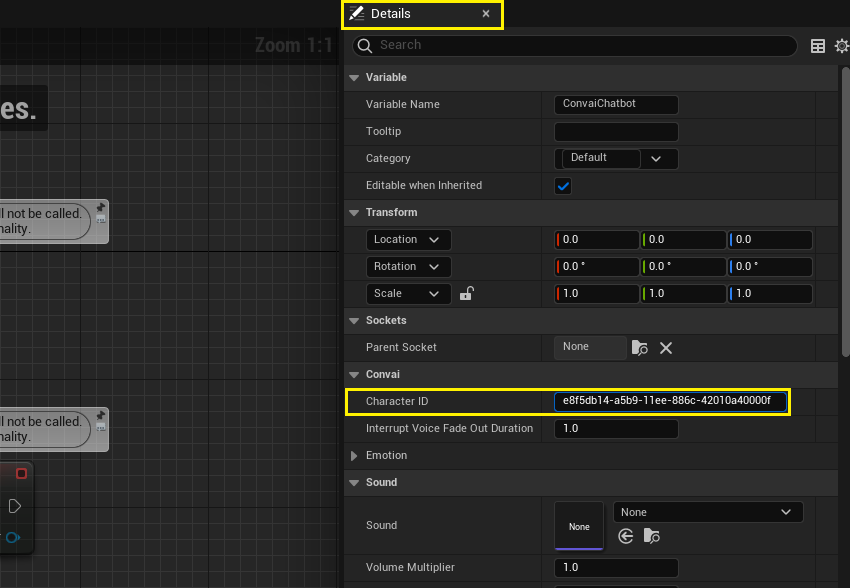 Details
Zoom 1:1
Search
es.
Variable
Variable Name ConvaiChatbot
Tooltip
Category Default
Editable when Inherited
ll not be called.
nality.
Transform
Location 0.0 0.0 0.0
Rotation 0.0 ° 0.0 ° 0.0 °
Scale 1.0 1.0 1.0
Sockets
Parent Socket None
Convai
Character ID e8f5db14-a5b9-11ee-886c-42010a40000f
ll not be called.
nality.
Interrupt Voice Fade Out Duration 1.0
Emotion
Sound
Sound None None
Volume Multiplier 1.0